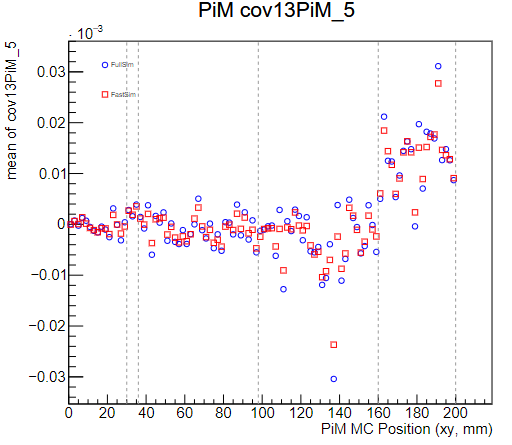 PiM cov13PiM_5
×10⁻³
mean of cov13PiM_5
0.03
0.02
0.01
0
−0.01
−0.02
−0.03
FullSim
FastSim
0 20 40 60 80 100 120 140 160 180 200
PiM MC Position (xy, mm)